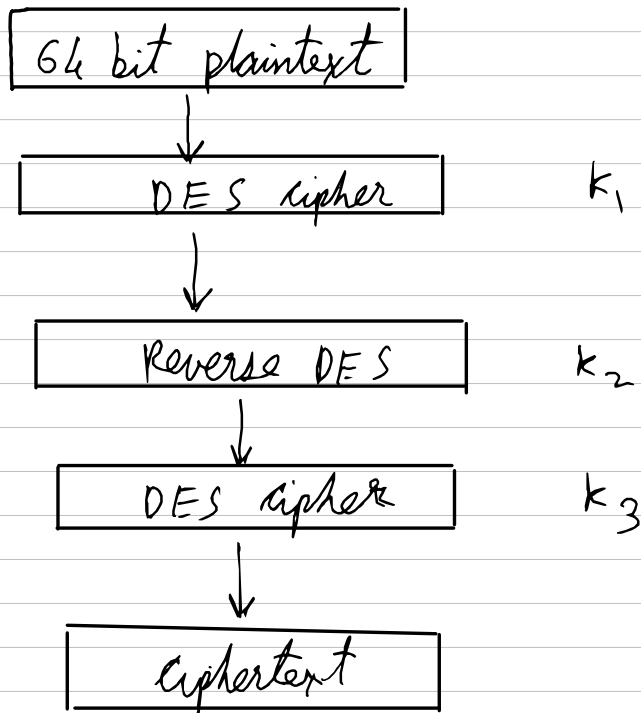 64 bit plaintext
DES cipher k1
Reverse DES k2
DES cipher k3
Ciphertext